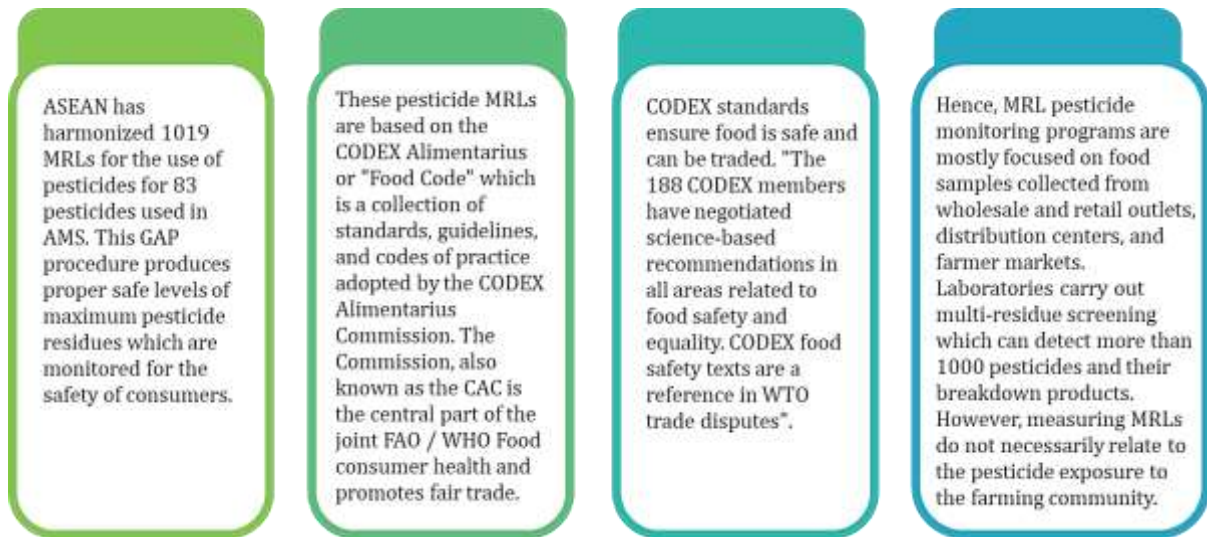 ASEAN has
harmonized 1019
MRLs for the use of
pesticides for 83
pesticides used in
AMS. This GAP
procedure produces
proper safe levels of
maximum pesticide
residues which are
monitored for the
safety of consumers.
These pesticide MRLs
are based on the
CODEX Alimentarius
or "Food Code" which
is a collection of
standards, guidelines,
and codes of practice
adopted by the CODEX
Alimentarius
Commission. The
Commission, also
known as the CAC is
the central part of the
joint FAO / WHO Food
consumer health and
promotes fair trade.
CODEX standards
ensure food is safe and
can be traded. "The
188 CODEX members
have negotiated
science-based
recommendations in
all areas related to
food safety and
equality. CODEX food
safety texts are a
reference in WTO
trade disputes".
Hence, MRL pesticide
monitoring programs are
mostly focused on food
samples collected from
wholesale and retail outlets,
distribution centers, and
farmer markets.
Laboratories carry out
multi-residue screening
which can detect more than
1000 pesticides and their
breakdown products.
However, measuring MRLs
do not necessarily relate to
the pesticide exposure to
the farming community.